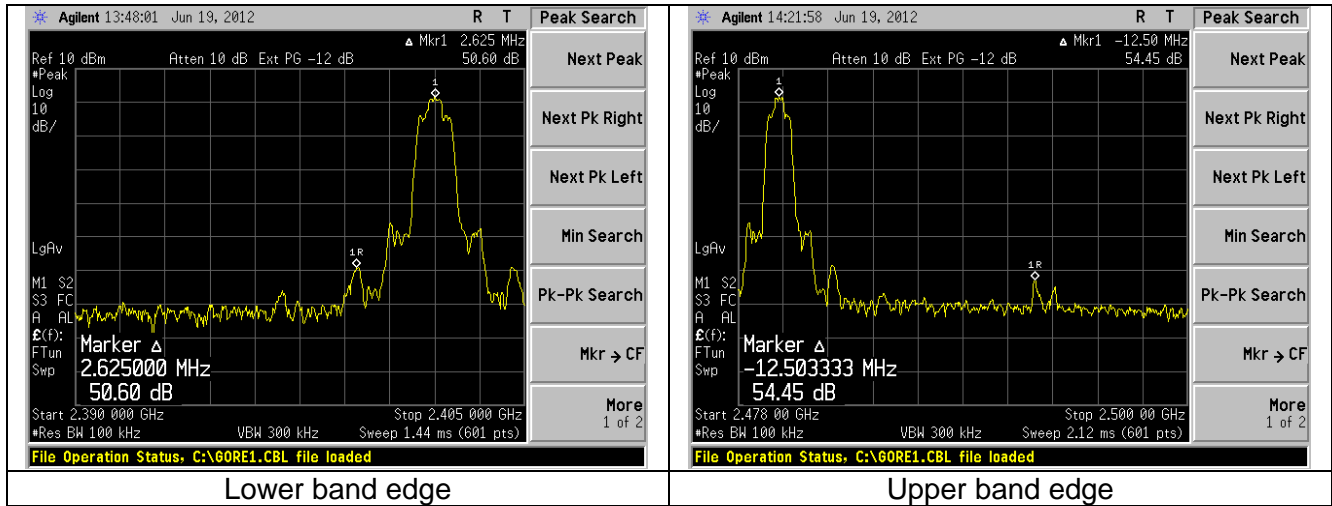 Agilent 13:48:01 Jun 19, 2012 R T Peak Search
Δ Mkr1 2.625 MHz
Ref 10 dBm Atten 10 dB Ext PG −12 dB 50.60 dB
#Peak
Log
10
dB/
1
1R
LgAv
M1 S2
S3 FC
A AL
£(f):
FTun
Swp
Marker Δ
2.625000 MHz
50.60 dB
Start 2.390 000 GHz Stop 2.405 000 GHz
#Res BW 100 kHz VBW 300 kHz Sweep 1.44 ms (601 pts)
File Operation Status, C:\GORE1.CBL file loaded
Next Peak
Next Pk Right
Next Pk Left
Min Search
Pk-Pk Search
Mkr → CF
More
1 of 2
Lower band edge
Agilent 14:21:58 Jun 19, 2012 R T Peak Search
Δ Mkr1 −12.50 MHz
Ref 10 dBm Atten 10 dB Ext PG −12 dB 54.45 dB
#Peak
Log
10
dB/
1
1R
LgAv
M1 S2
S3 FC
A AL
£(f):
FTun
Swp
Marker Δ
−12.503333 MHz
54.45 dB
Start 2.478 00 GHz Stop 2.500 00 GHz
#Res BW 100 kHz VBW 300 kHz Sweep 2.12 ms (601 pts)
File Operation Status, C:\GORE1.CBL file loaded
Next Peak
Next Pk Right
Next Pk Left
Min Search
Pk-Pk Search
Mkr → CF
More
1 of 2
Upper band edge